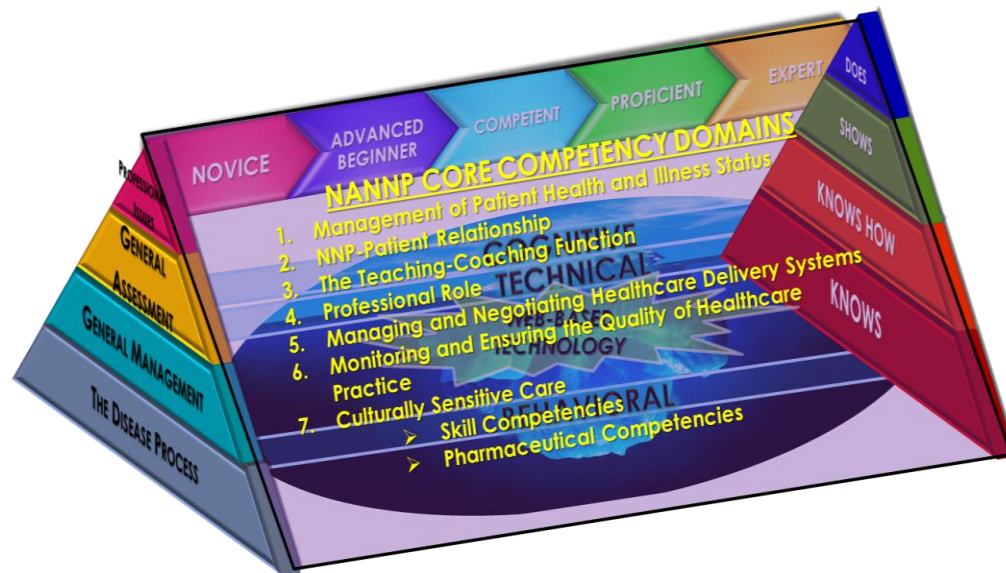 NOVICE
ADVANCED
BEGINNER
COMPETENT
PROFICIENT
EXPERT
DOES
SHOWS
KNOWS HOW
KNOWS
PROFESSIONAL
ISSUES
GENERAL
ASSESSMENT
GENERAL MANAGEMENT
THE DISEASE PROCESS
NANNP CORE COMPETENCY DOMAINS
1. Management of Patient Health and Illness Status
2. NNP-Patient Relationship
3. The Teaching-Coaching Function
4. Professional Role
5. Managing and Negotiating Healthcare Delivery Systems
6. Monitoring and Ensuring the Quality of Healthcare
Practice
7. Culturally Sensitive Care
➢ Skill Competencies
➢ Pharmaceutical Competencies
COGNITIVE
TECHNICAL
WEB-BASED
TECHNOLOGY
BEHAVIORAL